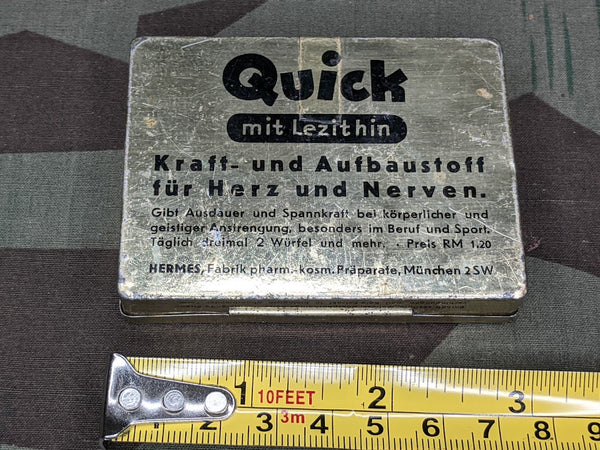 Quick
mit Lezithin
Kraft- und Aufbaustoff
für Herz und Nerven.
Gibt Ausdauer und Spannkraft bei körperlicher und
geistiger Anstrengung, besonders im Beruf und Sport.
Täglich dreimal 2 Würfel und mehr. · Preis RM 1.20
HERMES, Fabrik pharm.-kosm. Präparate, München 2 SW
1 10FEET 2 3
3m 2 3 4 5 6 7 8 9